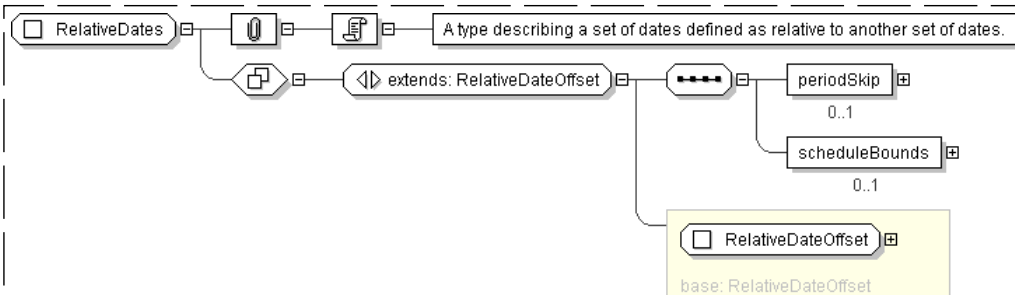 RelativeDates
A type describing a set of dates defined as relative to another set of dates.
extends: RelativeDateOffset
periodSkip
0..1
scheduleBounds
0..1
RelativeDateOffset
base: RelativeDateOffset